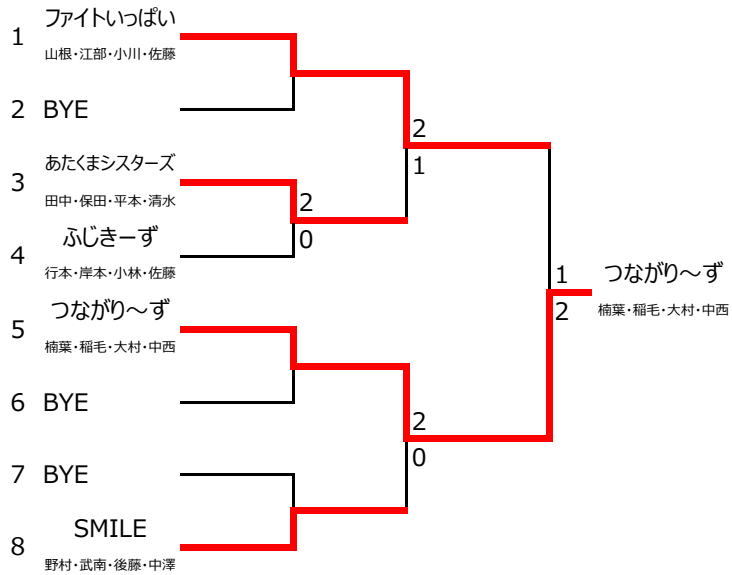 1 ファイトいっぱい
山根・江部・小川・佐藤
2 BYE
3 あたくまシスターズ
田中・保田・平本・清水
4 ふじきーず
行本・岸本・小林・佐藤
5 つながり～ず
楠葉・稲毛・大村・中西
6 BYE
7 BYE
8 SMILE
野村・武南・後藤・中澤
2
0
2
1
2
0
1
2
つながり～ず
楠葉・稲毛・大村・中西